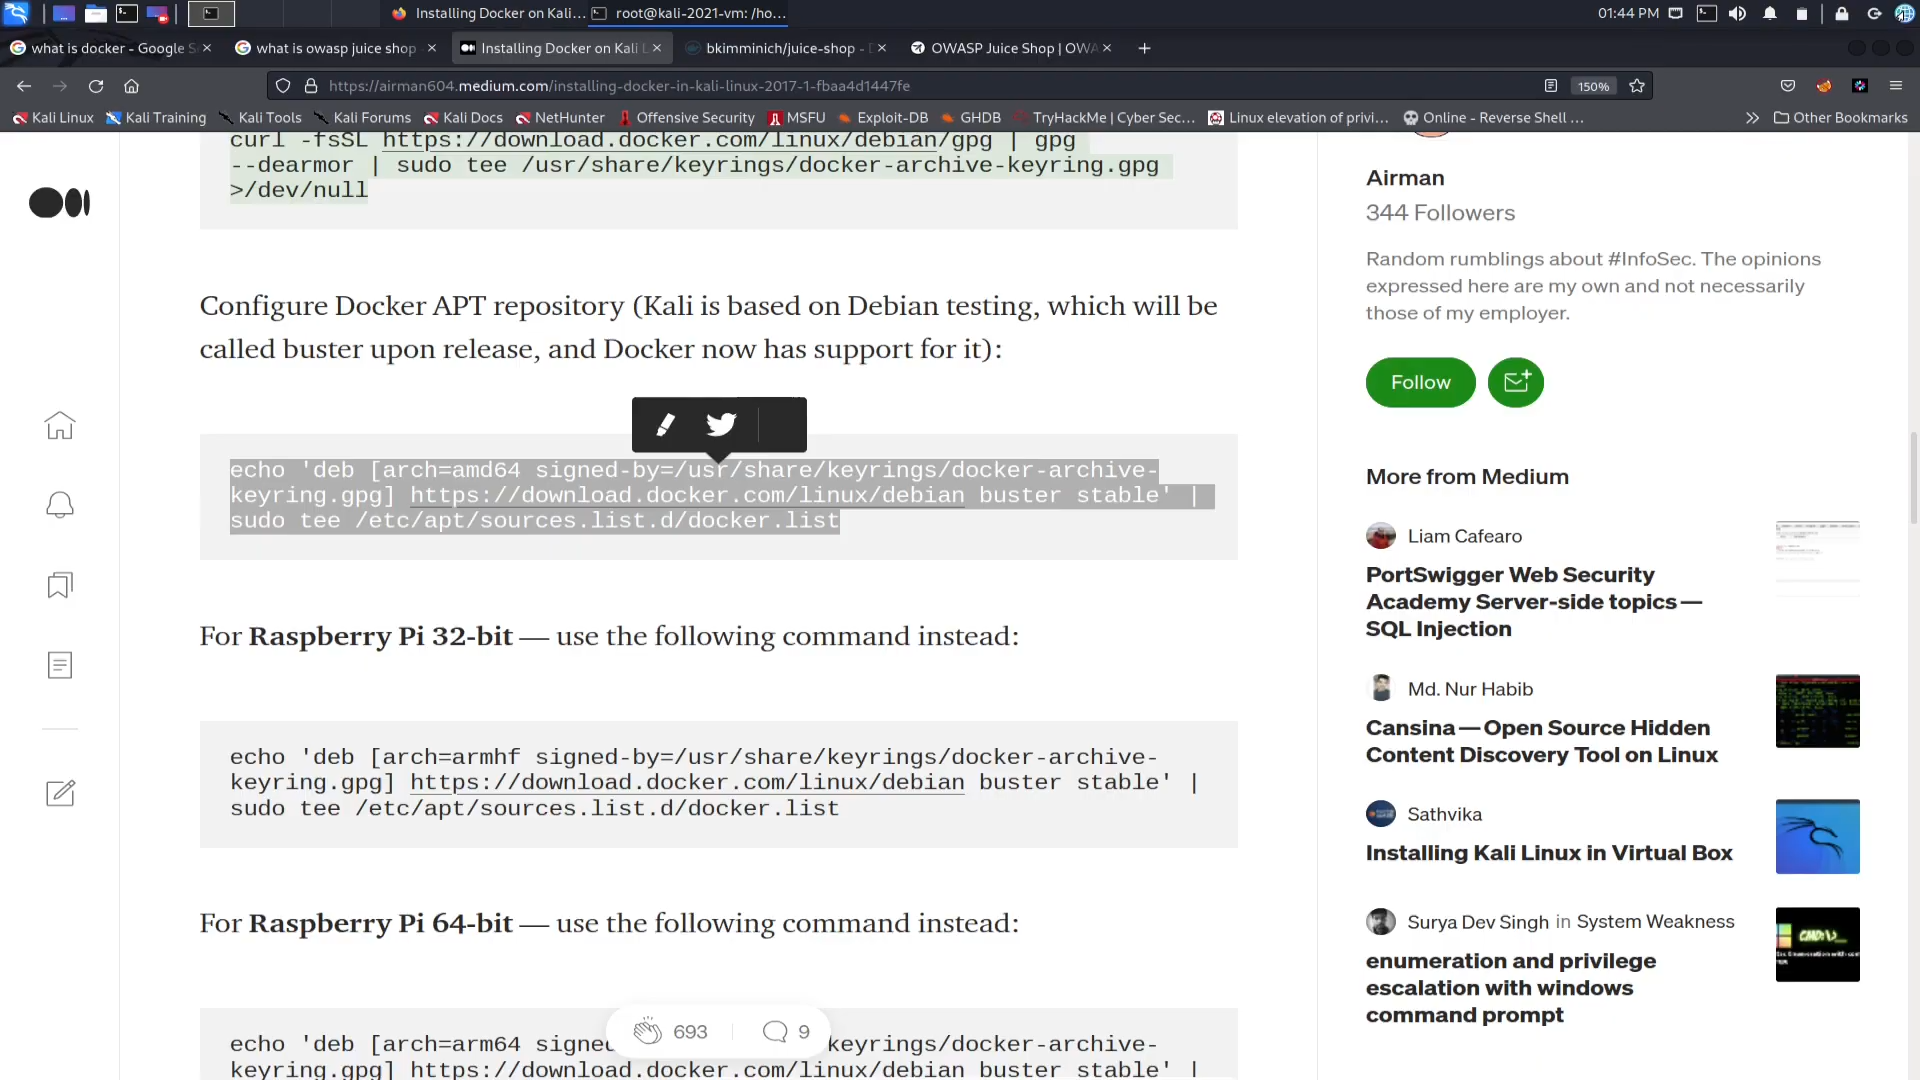 Installing Docker on Kali...
root@kali-2021-vm: /ho...
01:44 PM
what is docker - Google S
what is owasp juice shop
Installing Docker on Kali L
bkimminich/juice-shop - D
OWASP Juice Shop | OWA
https://airman604.medium.com/installing-docker-in-kali-linux-2017-1-fbaa4d1447fe
150%
Kali Linux
Kali Training
Kali Tools
Kali Forums
Kali Docs
NetHunter
Offensive Security
MSFU
Exploit-DB
GHDB
TryHackMe | Cyber Sec...
Linux elevation of privi...
Online - Reverse Shell ...
Other Bookmarks
curl -fsSL https://download.docker.com/linux/debian/gpg | gpg
--dearmor | sudo tee /usr/share/keyrings/docker-archive-keyring.gpg
>/dev/null
Configure Docker APT repository (Kali is based on Debian testing, which will be
called buster upon release, and Docker now has support for it):
echo 'deb [arch=amd64 signed-by=/usr/share/keyrings/docker-archive-
keyring.gpg] https://download.docker.com/linux/debian buster stable' |
sudo tee /etc/apt/sources.list.d/docker.list
For Raspberry Pi 32-bit — use the following command instead:
echo 'deb [arch=armhf signed-by=/usr/share/keyrings/docker-archive-
keyring.gpg] https://download.docker.com/linux/debian buster stable' |
sudo tee /etc/apt/sources.list.d/docker.list
For Raspberry Pi 64-bit — use the following command instead:
echo 'deb [arch=arm64 signe
keyrings/docker-archive-
keyring.gpg] https://download.docker.com/linux/debian buster stable' |
693
9
Airman
344 Followers
Random rumblings about #InfoSec. The opinions
expressed here are my own and not necessarily
those of my employer.
Follow
More from Medium
Liam Cafearo
PortSwigger Web Security
Academy Server-side topics —
SQL Injection
Md. Nur Habib
Cansina — Open Source Hidden
Content Discovery Tool on Linux
Sathvika
Installing Kali Linux in Virtual Box
Surya Dev Singh in System Weakness
enumeration and privilege
escalation with windows
command prompt